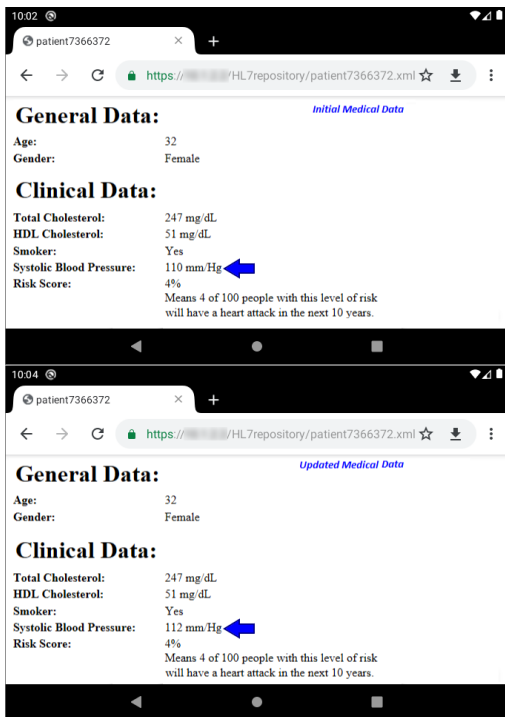 10:02
patient7366372
https:// /HL7repository/patient7366372.xml
Initial Medical Data
General Data:
Age: 32
Gender: Female
Clinical Data:
Total Cholesterol: 247 mg/dL
HDL Cholesterol: 51 mg/dL
Smoker: Yes
Systolic Blood Pressure: 110 mm/Hg
Risk Score: 4%
Means 4 of 100 people with this level of risk
will have a heart attack in the next 10 years.
10:04
patient7366372
https:// /HL7repository/patient7366372.xml
Updated Medical Data
General Data:
Age: 32
Gender: Female
Clinical Data:
Total Cholesterol: 247 mg/dL
HDL Cholesterol: 51 mg/dL
Smoker: Yes
Systolic Blood Pressure: 112 mm/Hg
Risk Score: 4%
Means 4 of 100 people with this level of risk
will have a heart attack in the next 10 years.